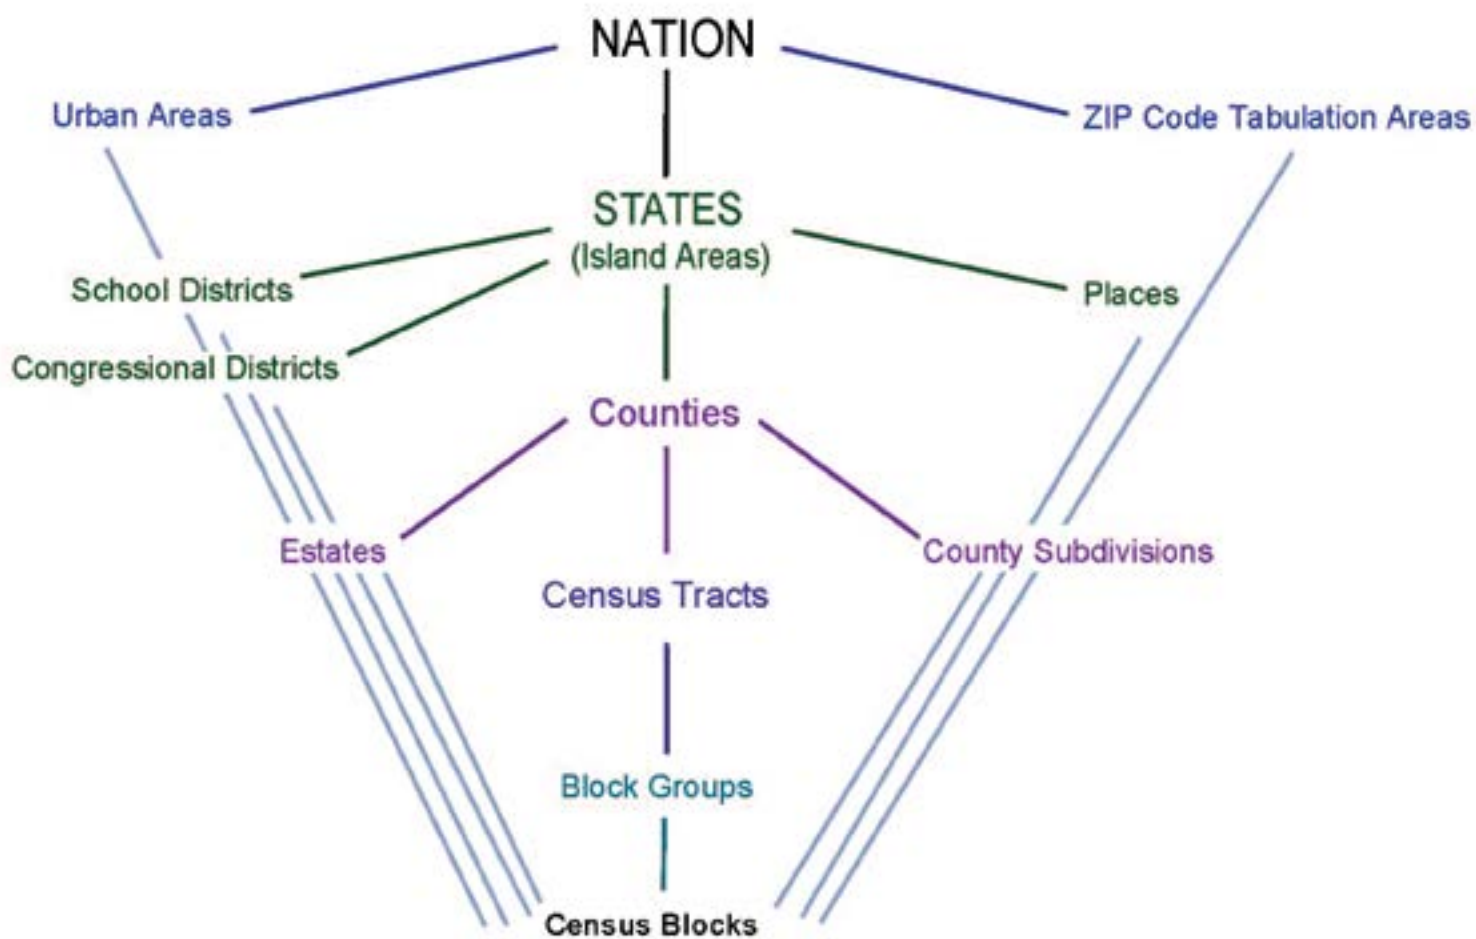 NATION
Urban Areas
ZIP Code Tabulation Areas
STATES
(Island Areas)
School Districts
Places
Congressional Districts
Counties
Estates
County Subdivisions
Census Tracts
Block Groups
Census Blocks